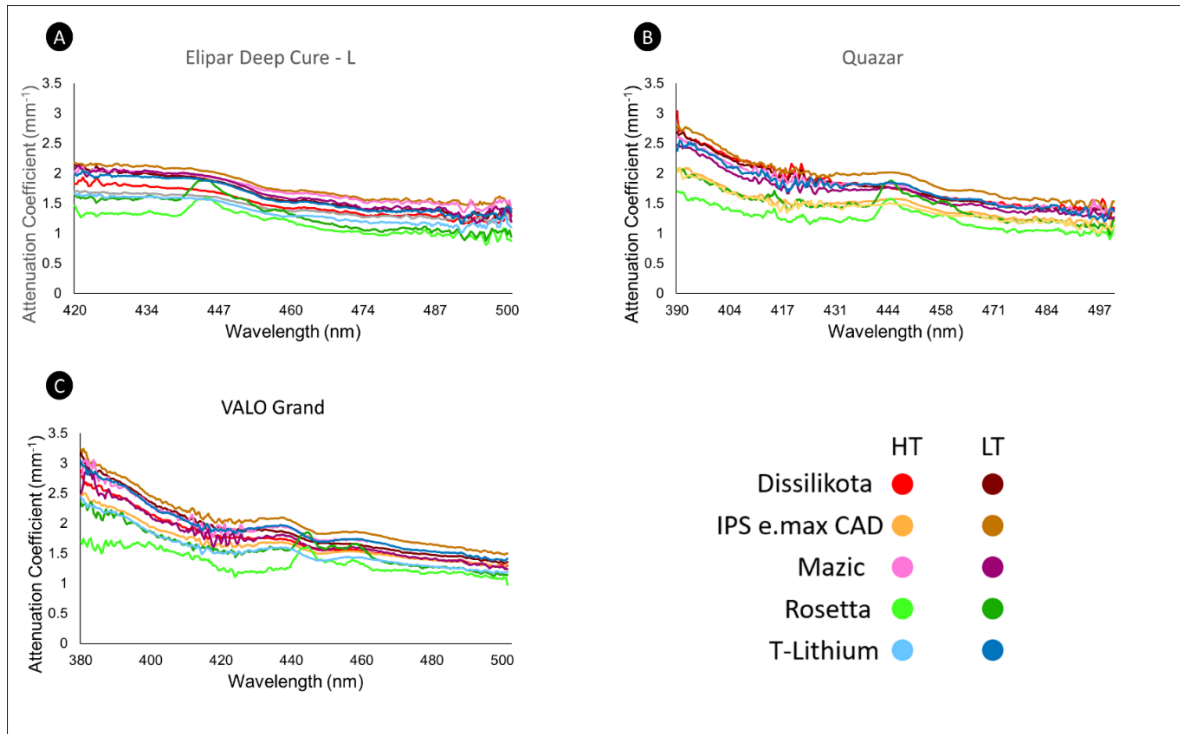 A
Elipar Deep Cure - L
Attenuation Coefficient (mm⁻¹)
3.5
3
2.5
2
1.5
1
0.5
0
420 434 447 460 474 487 500
Wavelength (nm)
B
Quazar
Attenuation Coefficient (mm⁻¹)
3.5
3
2.5
2
1.5
1
0.5
0
390 404 417 431 444 458 471 484 497
Wavelength (nm)
C
VALO Grand
Attenuation Coefficient (mm⁻¹)
3.5
3
2.5
2
1.5
1
0.5
0
380 400 420 440 460 480 500
Wavelength (nm)
HT LT
Dissilikota
IPS e.max CAD
Mazic
Rosetta
T-Lithium